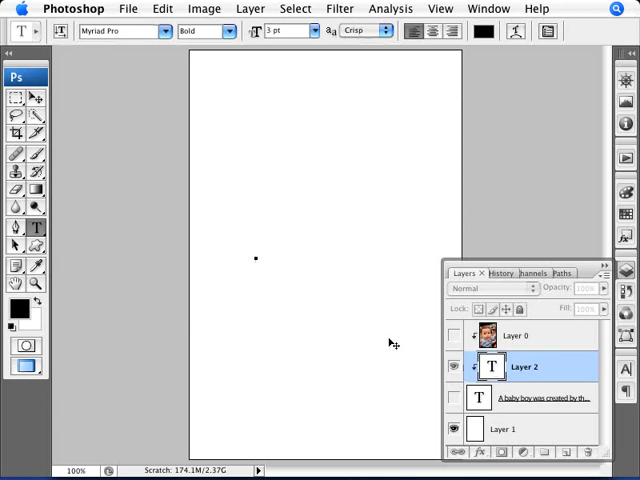 Photoshop File Edit Image Layer Select Filter Analysis View Window Help
T Myriad Pro Bold T 3 pt aa Crisp
Ps
T
Layers × History Channels Paths
Normal Opacity: 100%
Lock: Fill: 100%
Layer 0
T Layer 2
T A baby boy was created by th...
Layer 1
fx
A
100% Scratch: 174.1M/2.37G